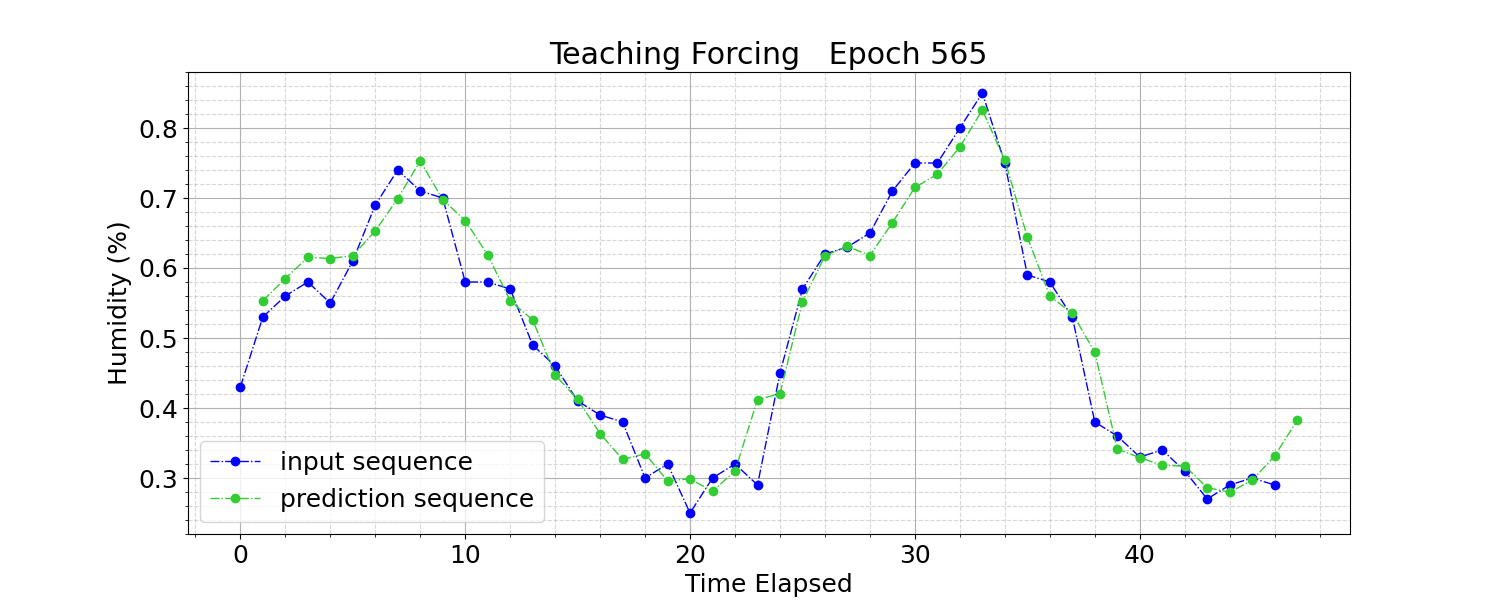 Teaching Forcing   Epoch 565
Humidity (%)
0.8
0.7
0.6
0.5
0.4
0.3
input sequence
prediction sequence
0 10 20 30 40
Time Elapsed